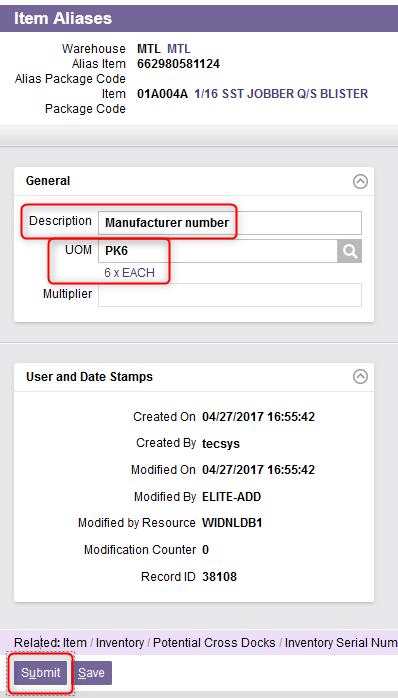 Item Aliases
Warehouse MTL MTL
Alias Item 662980581124
Alias Package Code
Item 01A004A 1/16 SST JOBBER Q/S BLISTER
Package Code
General
Description Manufacturer number
UOM PK6
6 x EACH
Multiplier
User and Date Stamps
Created On 04/27/2017 16:55:42
Created By tecsys
Modified On 04/27/2017 16:55:42
Modified By ELITE-ADD
Modified by Resource WIDNLDB1
Modification Counter 0
Record ID 38108
Related: Item / Inventory / Potential Cross Docks / Inventory Serial Num
Submit Save